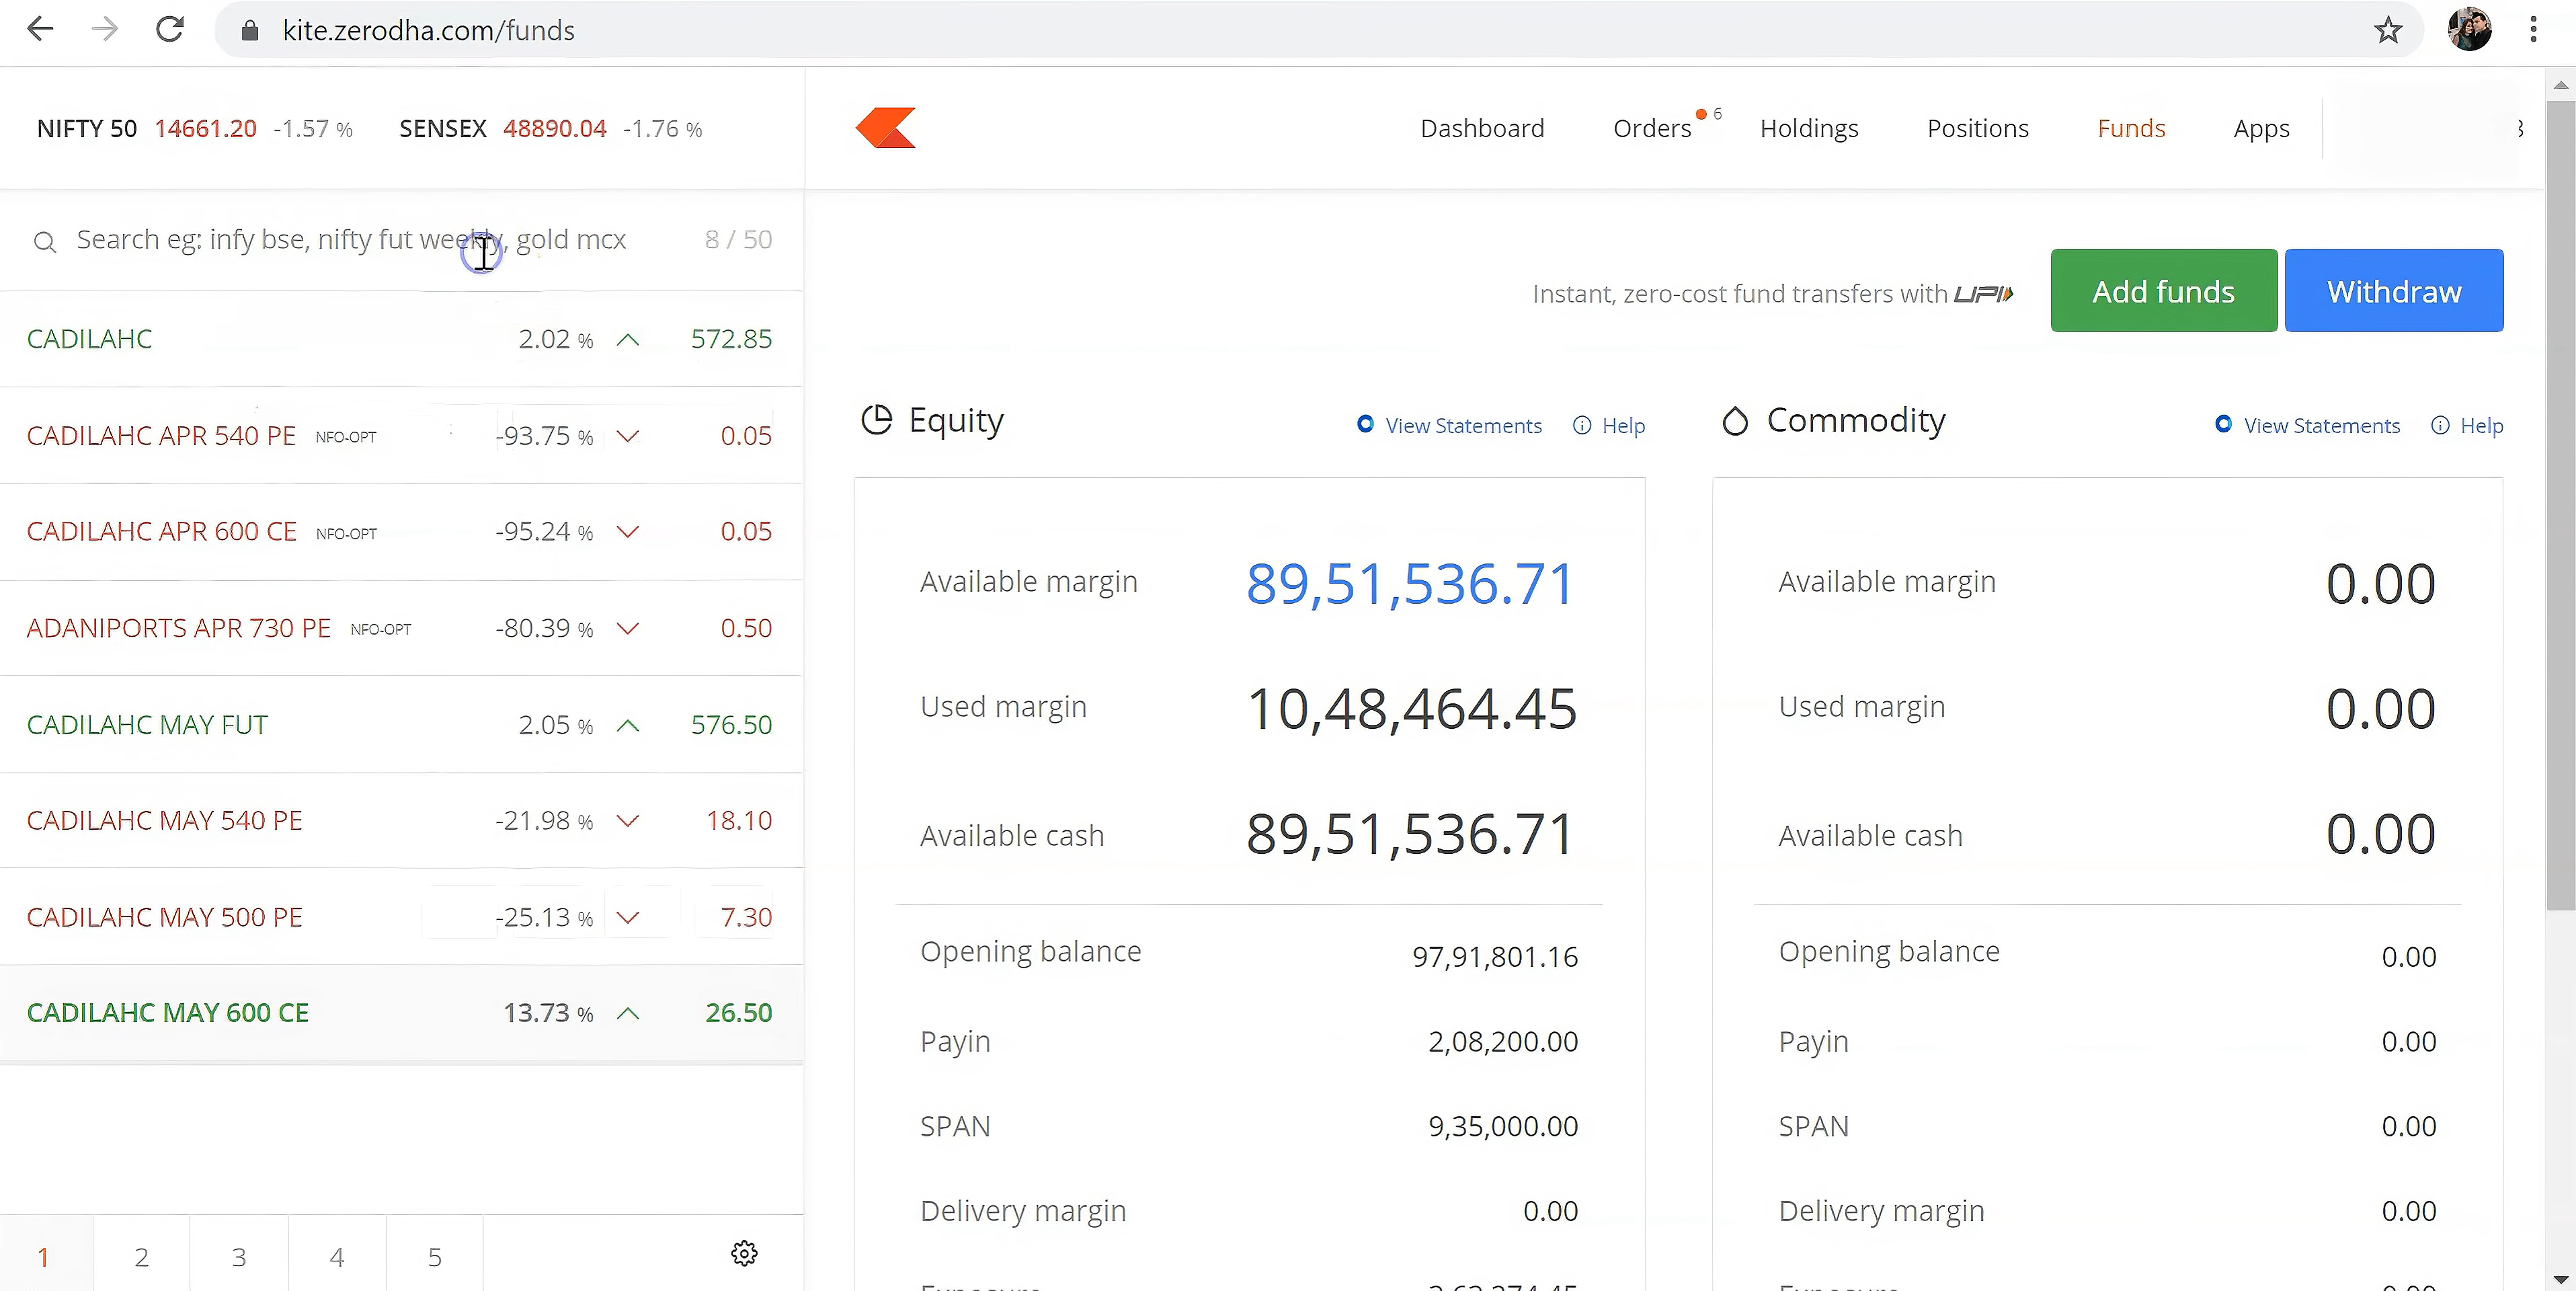 kite.zerodha.com/funds
NIFTY 50 14661.20 -1.57 % SENSEX 48890.04 -1.76 %
Dashboard Orders 6 Holdings Positions Funds Apps
Search eg: infy bse, nifty fut weekly, gold mcx 8 / 50
CADILAHC 2.02 % 572.85
CADILAHC APR 540 PE NFO-OPT -93.75 % 0.05
CADILAHC APR 600 CE NFO-OPT -95.24 % 0.05
ADANIPORTS APR 730 PE NFO-OPT -80.39 % 0.50
CADILAHC MAY FUT 2.05 % 576.50
CADILAHC MAY 540 PE -21.98 % 18.10
CADILAHC MAY 500 PE -25.13 % 7.30
CADILAHC MAY 600 CE 13.73 % 26.50
1 2 3 4 5
Instant, zero-cost fund transfers with UPI Add funds Withdraw
Equity View Statements Help
Available margin 89,51,536.71
Used margin 10,48,464.45
Available cash 89,51,536.71
Opening balance 97,91,801.16
Payin 2,08,200.00
SPAN 9,35,000.00
Delivery margin 0.00
Commodity View Statements Help
Available margin 0.00
Used margin 0.00
Available cash 0.00
Opening balance 0.00
Payin 0.00
SPAN 0.00
Delivery margin 0.00